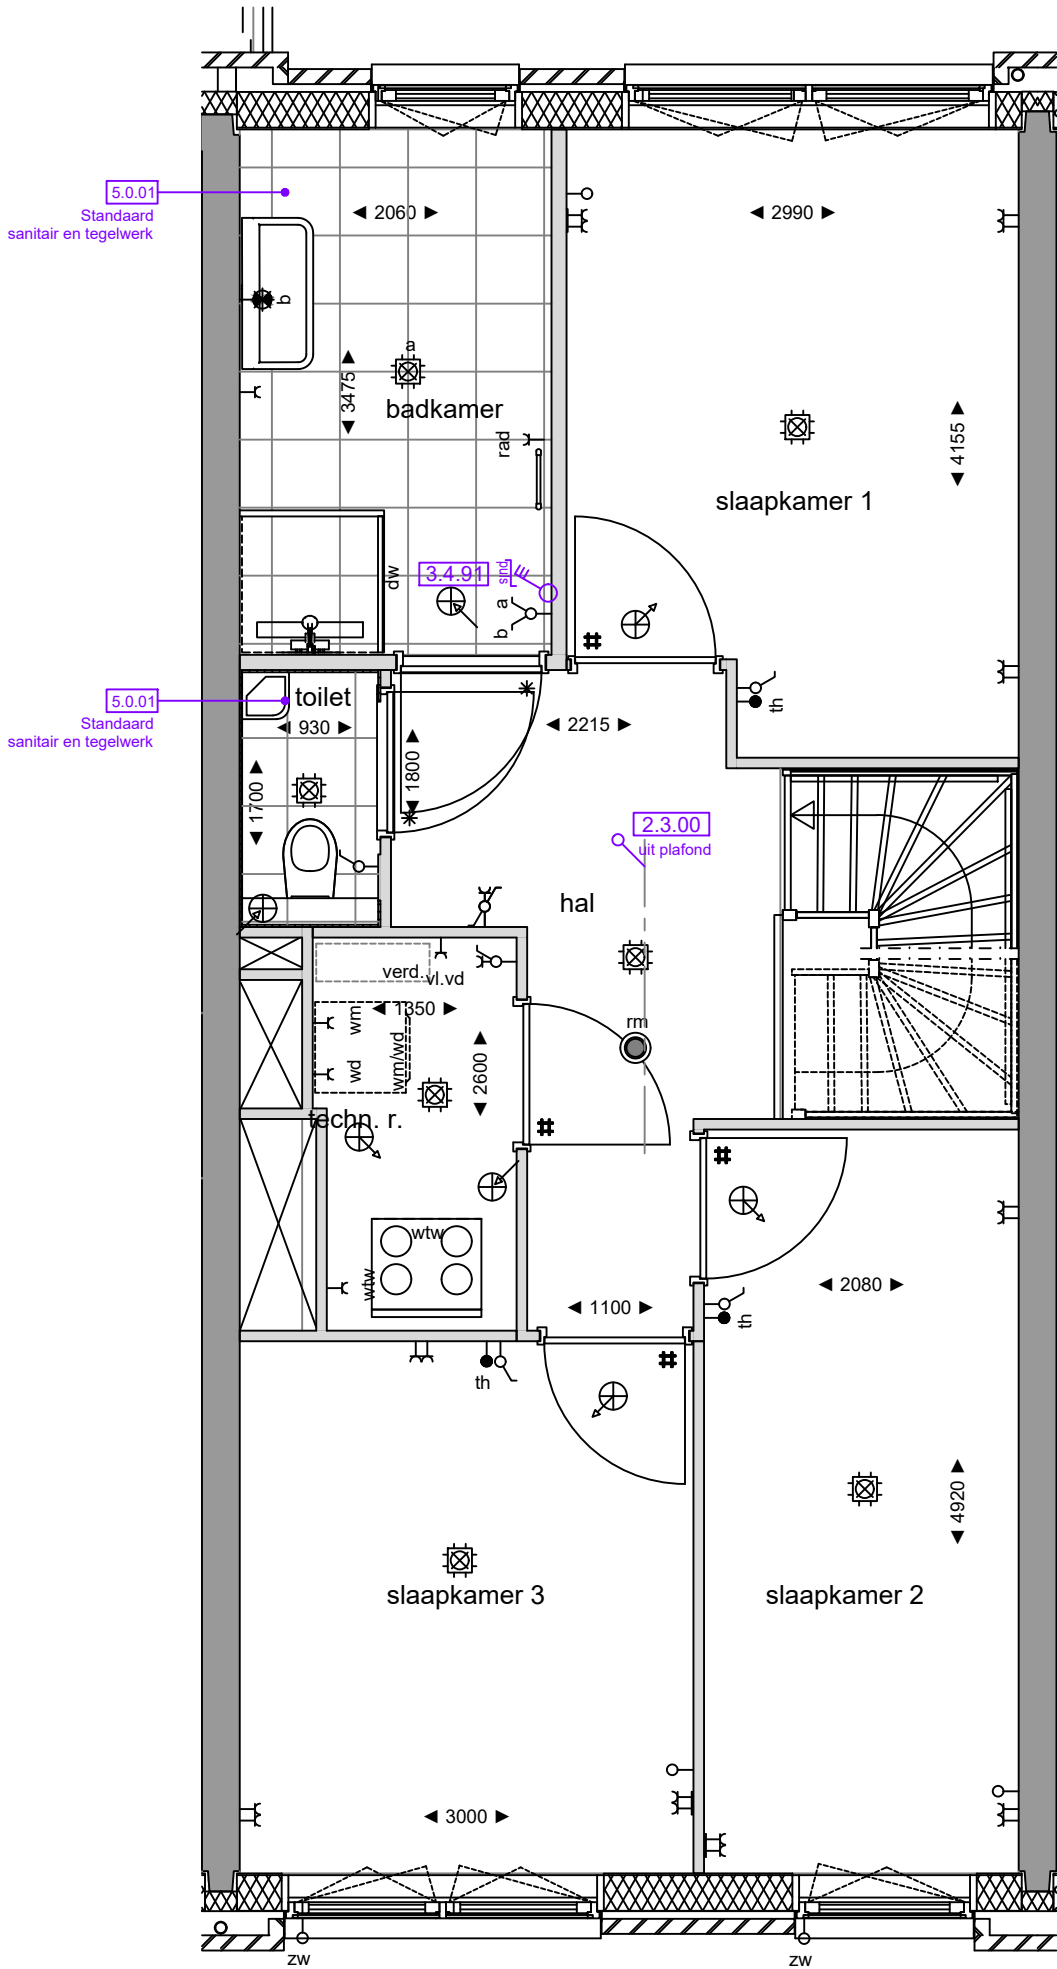 5.0.01
Standaard
sanitair en tegelwerk
2060
2990
b
a
3475
badkamer
rad
4155
slaapkamer 1
3.4.91
sind
dw
a
b
5.0.01
Standaard
sanitair en tegelwerk
toilet
930
2215
th
1800
1700
2.3.00
uit plafond
hal
verd.
vl.vd
1350
wm
rm
wd
wm/wd
2600
techn. r.
wtw
wtw
2080
1100
th
th
4920
slaapkamer 3
slaapkamer 2
3000
zw
zw